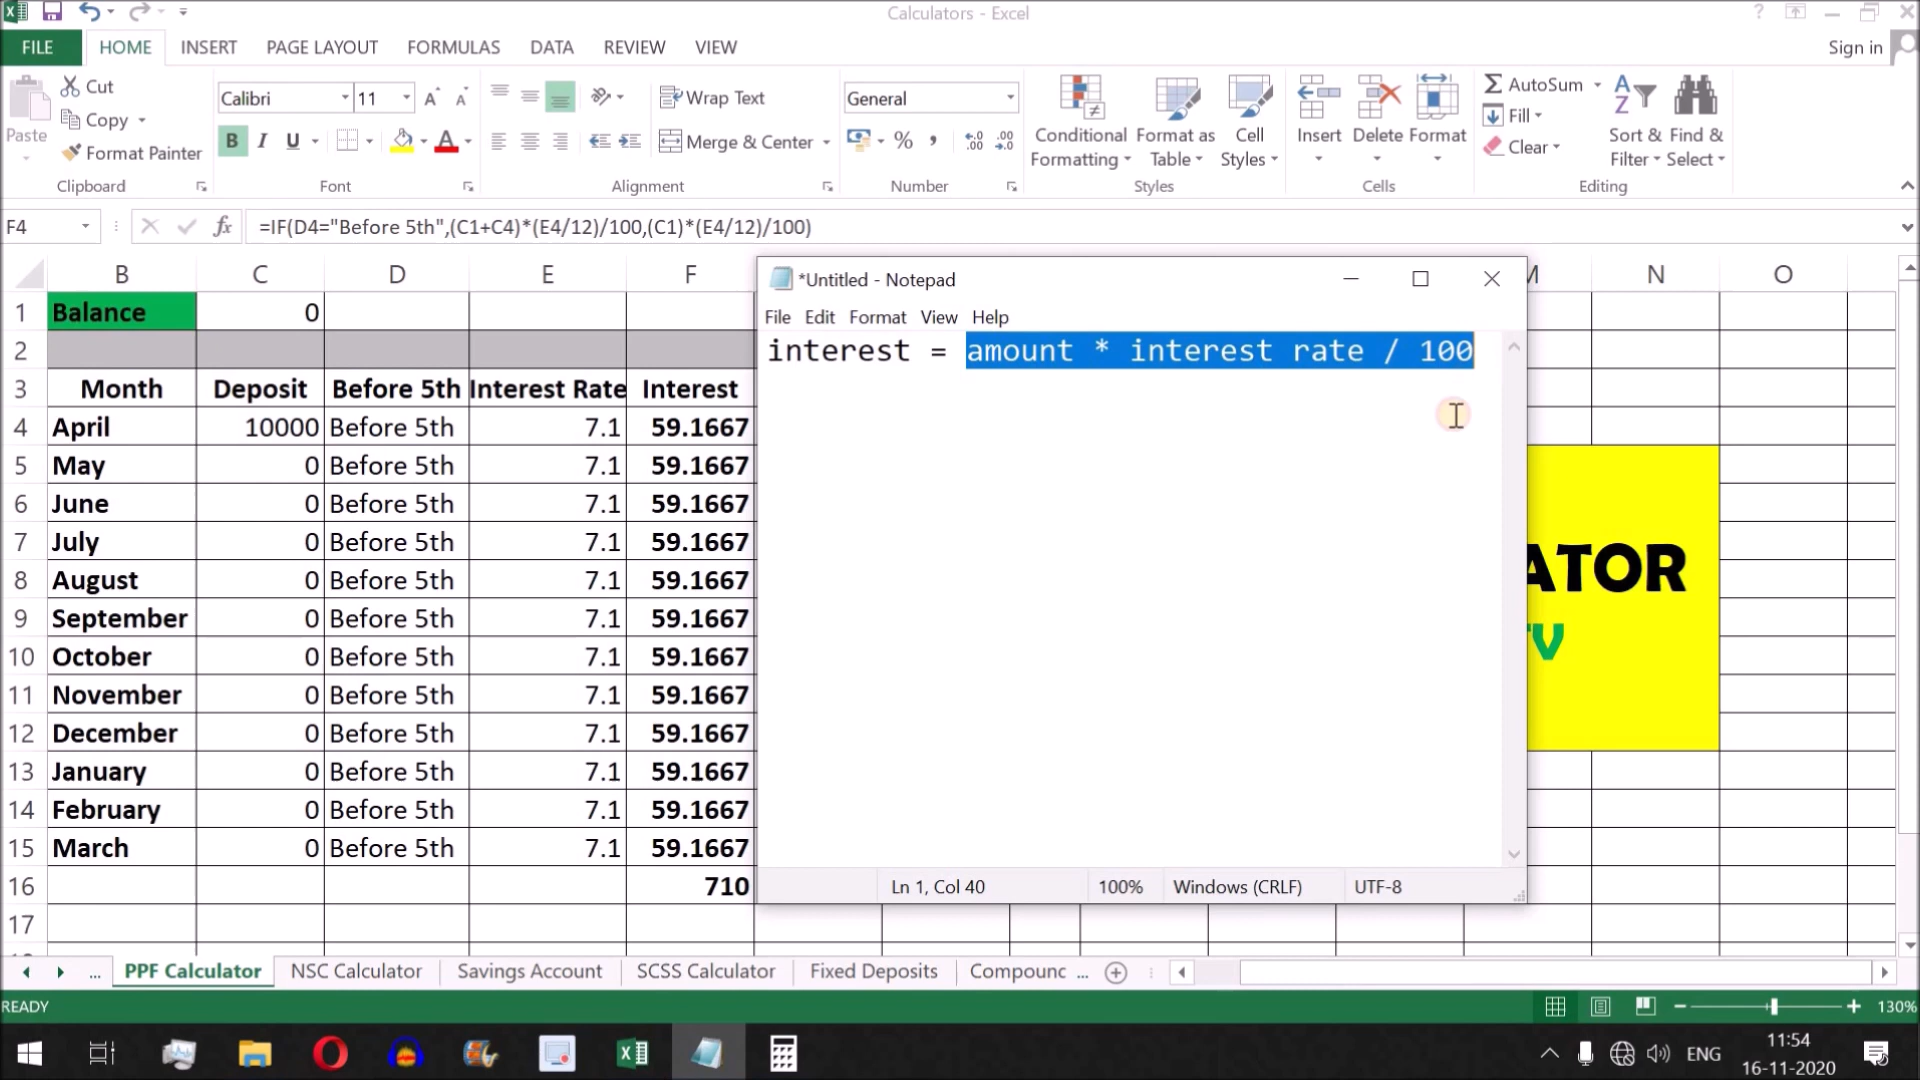 Calculators - Excel
FILE HOME INSERT PAGE LAYOUT FORMULAS DATA REVIEW VIEW Sign in
Paste Cut Copy Format Painter Clipboard
Calibri 11 B I U A Font
Wrap Text Merge & Center Alignment
General % Number
Conditional Formatting Format as Table Cell Styles Styles
Insert Delete Format Cells
AutoSum Fill Clear Sort & Filter Find & Select Editing
F4 fx =IF(D4="Before 5th",(C1+C4)*(E4/12)/100,(C1)*(E4/12)/100)
B C D E F M N O
1 Balance 0
2
3 Month Deposit Before 5th Interest Rate Interest
4 April 10000 Before 5th 7.1 59.1667
5 May 0 Before 5th 7.1 59.1667
6 June 0 Before 5th 7.1 59.1667
7 July 0 Before 5th 7.1 59.1667
8 August 0 Before 5th 7.1 59.1667
9 September 0 Before 5th 7.1 59.1667
10 October 0 Before 5th 7.1 59.1667
11 November 0 Before 5th 7.1 59.1667
12 December 0 Before 5th 7.1 59.1667
13 January 0 Before 5th 7.1 59.1667
14 February 0 Before 5th 7.1 59.1667
15 March 0 Before 5th 7.1 59.1667
16 710
17
*Untitled - Notepad
File Edit Format View Help
interest = amount * interest rate / 100
Ln 1, Col 40 100% Windows (CRLF) UTF-8
ATOR
TV
... PPF Calculator NSC Calculator Savings Account SCSS Calculator Fixed Deposits Compounc ...
READY 130%
ENG 11:54
16-11-2020